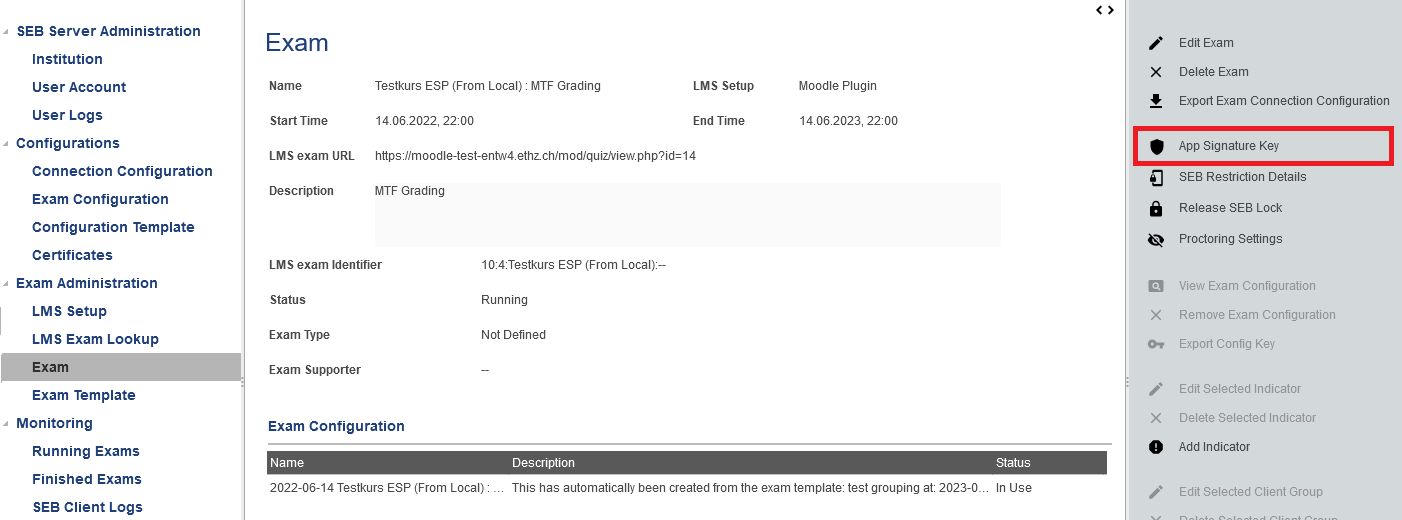 SEB Server Administration
Institution
User Account
User Logs
Configurations
Connection Configuration
Exam Configuration
Configuration Template
Certificates
Exam Administration
LMS Setup
LMS Exam Lookup
Exam
Exam Template
Monitoring
Running Exams
Finished Exams
SEB Client Logs
Exam
Name Testkurs ESP (From Local) : MTF Grading LMS Setup Moodle Plugin
Start Time 14.06.2022, 22:00 End Time 14.06.2023, 22:00
LMS exam URL https://moodle-test-entw4.ethz.ch/mod/quiz/view.php?id=14
Description MTF Grading
LMS exam Identifier 10:4:Testkurs ESP (From Local):--
Status Running
Exam Type Not Defined
Exam Supporter --
Exam Configuration
Name Description Status
2022-06-14 Testkurs ESP (From Local) : ... This has automatically been created from the exam template: test grouping at: 2023-0... In Use
Edit Exam
Delete Exam
Export Exam Connection Configuration
App Signature Key
SEB Restriction Details
Release SEB Lock
Proctoring Settings
View Exam Configuration
Remove Exam Configuration
Export Config Key
Edit Selected Indicator
Delete Selected Indicator
Add Indicator
Edit Selected Client Group
Delete Selected Client Group